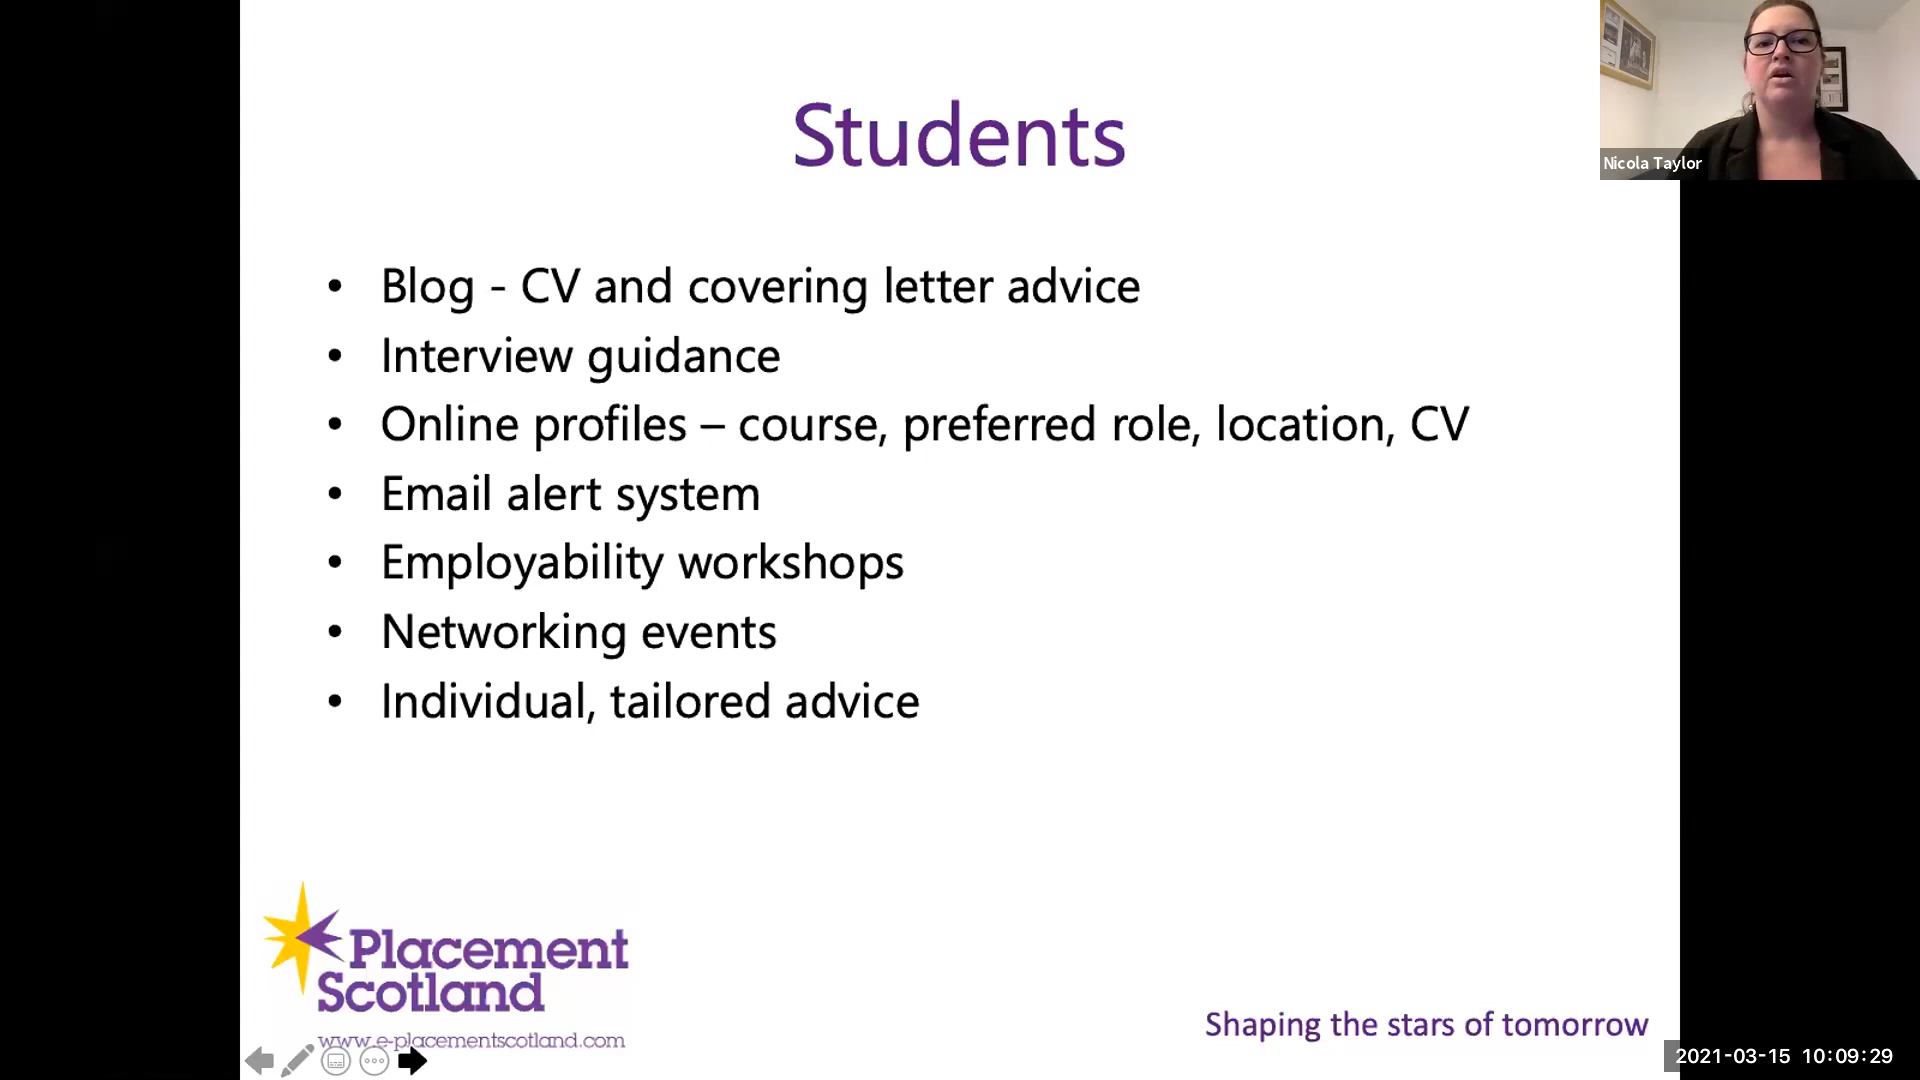 Students
Nicola Taylor
• Blog - CV and covering letter advice
• Interview guidance
• Online profiles – course, preferred role, location, CV
• Email alert system
• Employability workshops
• Networking events
• Individual, tailored advice
Placement
Scotland
www.e-placementscotland.com
Shaping the stars of tomorrow
2021-03-15 10:09:29